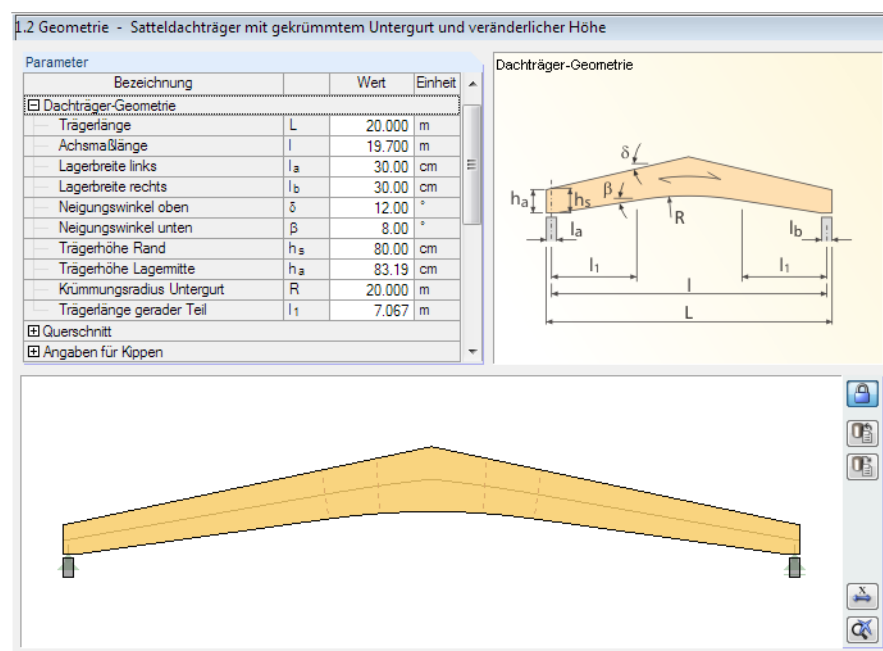 1.2 Geometrie - Satteldachträger mit gekrümmtem Untergurt und veränderlicher Höhe
Parameter
Bezeichnung Wert Einheit
Dachträger-Geometrie
Trägerlänge L 20.000 m
Achsmaßlänge l 19.700 m
Lagerbreite links la 30.00 cm
Lagerbreite rechts lb 30.00 cm
Neigungswinkel oben δ 12.00 °
Neigungswinkel unten β 8.00 °
Trägerhöhe Rand hs 80.00 cm
Trägerhöhe Lagermitte ha 83.19 cm
Krümmungsradius Untergurt R 20.000 m
Trägerlänge gerader Teil l1 7.067 m
Querschnitt
Angaben für Kippen
Dachträger-Geometrie
δ
ha hs β
R
la lb
l1 l1
l
L
x